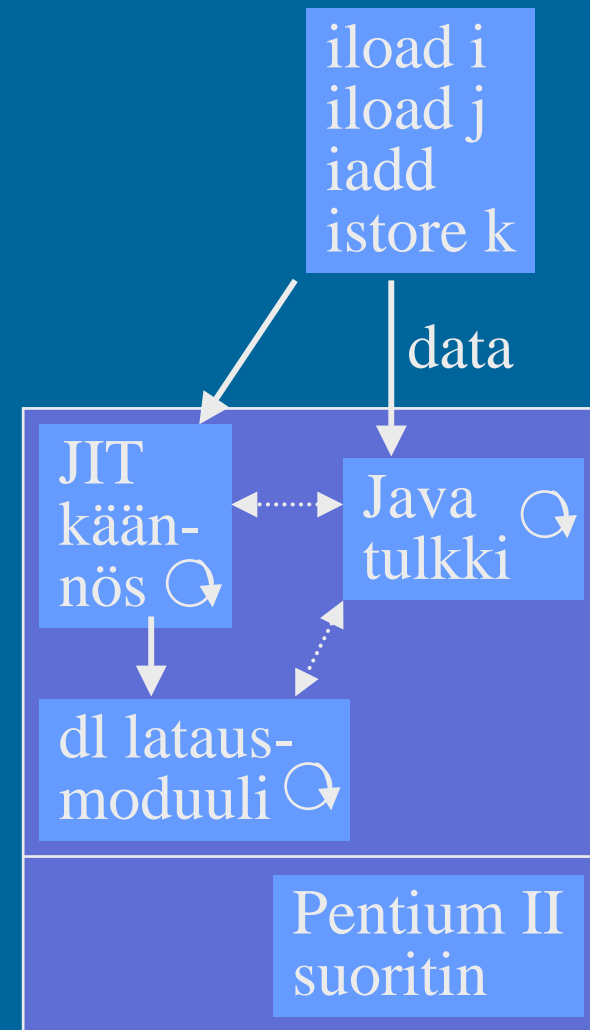 iload i
iload j
iadd
istore k
data
JIT
kään-
nös
Java
tulkki
dl lataus-
moduuli
Pentium II
suoritin